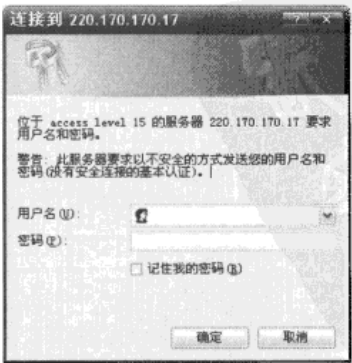 连接到 220.170.170.17
位于 access level 15 的服务器 220.170.170.17 要求
用户名和密码。
警告: 此服务器要求以不安全的方式发送您的用户名和
密码(没有安全连接的基本认证)。
用户名(U):
密码(P):
记住我的密码(R)
确定
取消